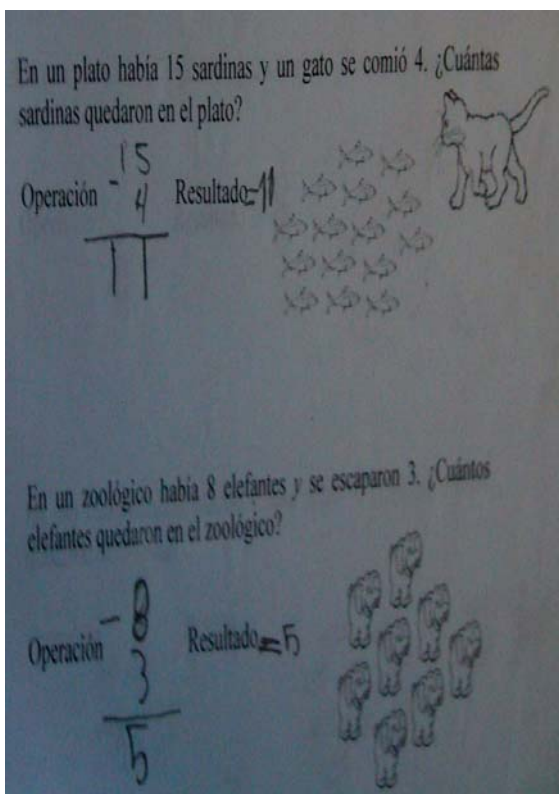 En un plato había 15 sardinas y un gato se comió 4. ¿Cuántas
sardinas quedaron en el plato?
15
Operación - 4 Resultado=11
11
En un zoológico había 8 elefantes y se escaparon 3. ¿Cuántos
elefantes quedaron en el zoológico?
- 8
Operación 3 Resultado=5
5